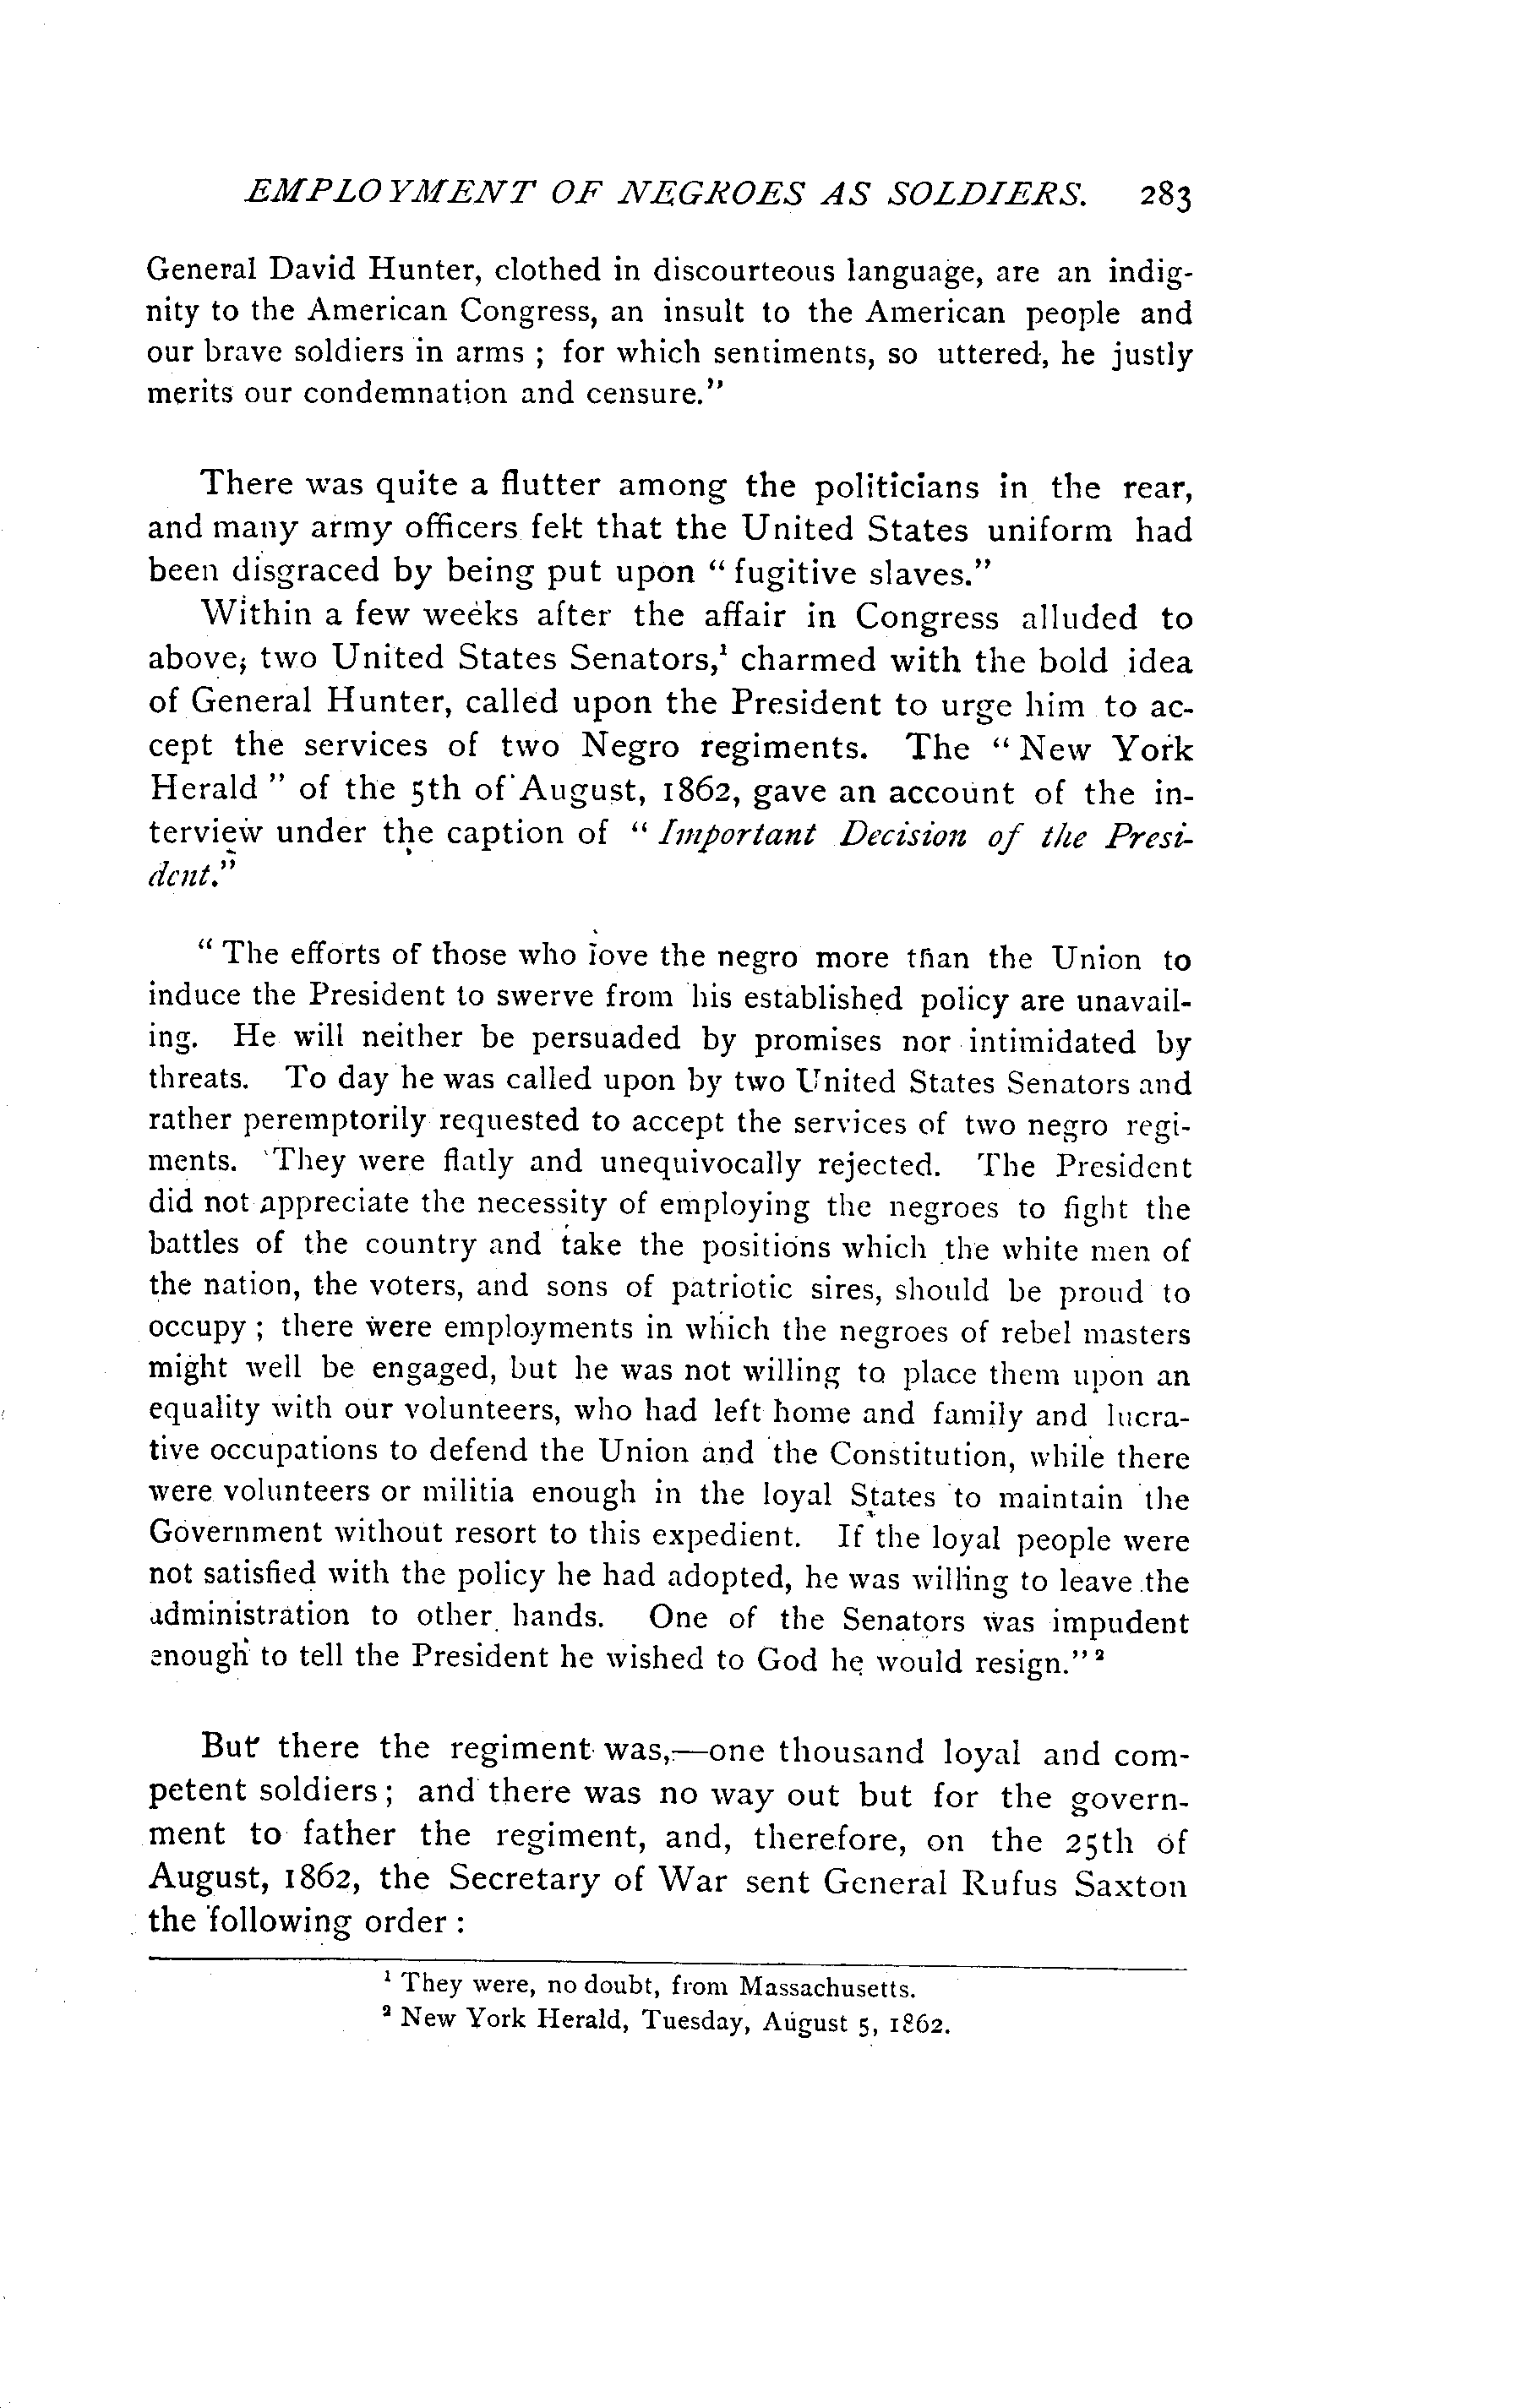 EMPLOYMENT OF NEGROES AS SOLDIERS. 283
General David Hunter, clothed in discourteous language, are an indig-
nity to the American Congress, an insult to the American people and
our brave soldiers in arms ; for which sentiments, so uttered, he justly
merits our condemnation and censure."
There was quite a flutter among the politicians in the rear,
and many army officers felt that the United States uniform had
been disgraced by being put upon " fugitive slaves."
Within a few weeks after the affair in Congress alluded to
above, two United States Senators,¹ charmed with the bold idea
of General Hunter, called upon the President to urge him to ac-
cept the services of two Negro regiments. The " New York
Herald " of the 5th of August, 1862, gave an account of the in-
terview under the caption of " Important Decision of the Presi-
dent."
" The efforts of those who love the negro more than the Union to
induce the President to swerve from his established policy are unavail-
ing. He will neither be persuaded by promises nor intimidated by
threats. To day he was called upon by two United States Senators and
rather peremptorily requested to accept the services of two negro regi-
ments. They were flatly and unequivocally rejected. The President
did not appreciate the necessity of employing the negroes to fight the
battles of the country and take the positions which the white men of
the nation, the voters, and sons of patriotic sires, should be proud to
occupy ; there were employments in which the negroes of rebel masters
might well be engaged, but he was not willing to place them upon an
equality with our volunteers, who had left home and family and lucra-
tive occupations to defend the Union and the Constitution, while there
were volunteers or militia enough in the loyal States to maintain the
Government without resort to this expedient. If the loyal people were
not satisfied with the policy he had adopted, he was willing to leave the
administration to other hands. One of the Senators was impudent
enough to tell the President he wished to God he would resign." ²
But there the regiment was,—one thousand loyal and com-
petent soldiers ; and there was no way out but for the govern-
ment to father the regiment, and, therefore, on the 25th of
August, 1862, the Secretary of War sent General Rufus Saxton
the following order :
¹ They were, no doubt, from Massachusetts.
² New York Herald, Tuesday, August 5, 1862.